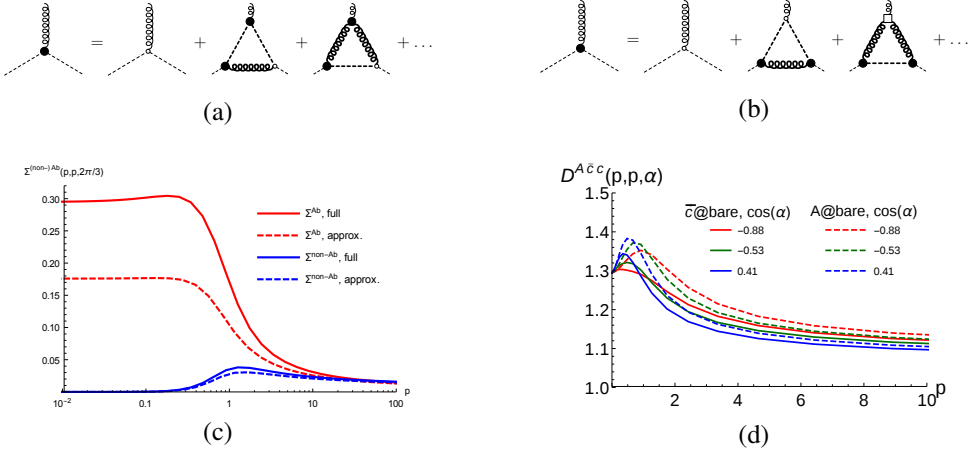 = + + + ...
= + + + ...
(a)
(b)
Σ^(non-)Ab(p,p,2π/3)
0.30
0.25
0.20
0.15
0.10
0.05
10^-2 0.1 1 10 100
p
Σ^Ab, full
Σ^Ab, approx.
Σ^non-Ab, full
Σ^non-Ab, approx.
(c)
D^A c̄ c(p,p,α)
1.5
1.4
1.3
1.2
1.1
1.0
2 4 6 8 10
p
c̄@bare, cos(α) A@bare, cos(α)
-0.88 -0.88
-0.53 -0.53
0.41 0.41
(d)